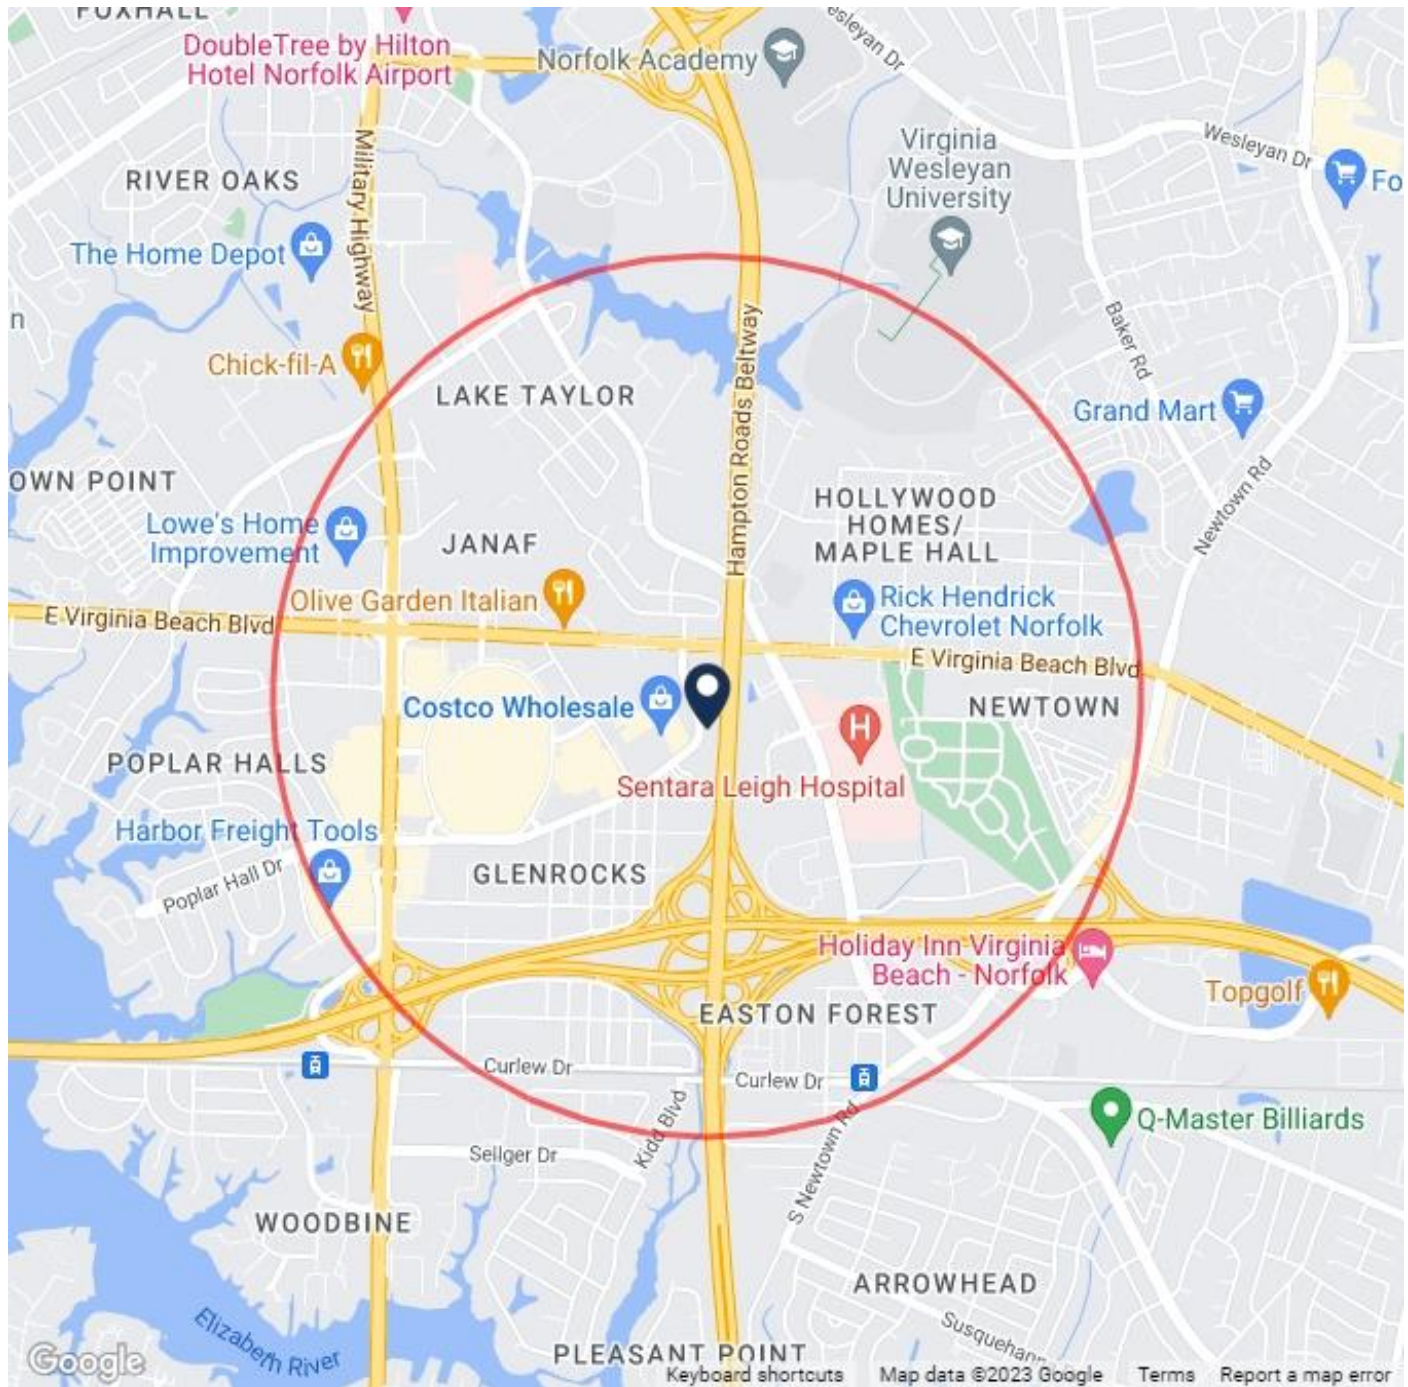 FOXHALL
DoubleTree by Hilton
Hotel Norfolk Airport
Norfolk Academy
esleyan Dr
Virginia
Wesleyan
University
Wesleyan Dr
Fo
RIVER OAKS
Military Highway
The Home Depot
n
Chick-fil-A
LAKE TAYLOR
Hampton Roads Beltway
Baker Rd
Grand Mart
OWN POINT
Newtown Rd
HOLLYWOOD
HOMES/
MAPLE HALL
Lowe's Home
Improvement
JANAF
Olive Garden Italian
Rick Hendrick
Chevrolet Norfolk
E Virginia Beach Blvd
E Virginia Beach Blvd
Costco Wholesale
NEWTOWN
H
POPLAR HALLS
Sentara Leigh Hospital
Harbor Freight Tools
Poplar Hall Dr
GLENROCKS
Holiday Inn Virginia
Beach - Norfolk
Topgolf
EASTON FOREST
Curlew Dr
Curlew Dr
Kidd Blvd
S Newtown Rd
Q-Master Billiards
Sellger Dr
WOODBINE
ARROWHEAD
Elizabeth River
Susquehann
PLEASANT POINT
Google
Keyboard shortcuts
Map data ©2023 Google
Terms
Report a map error